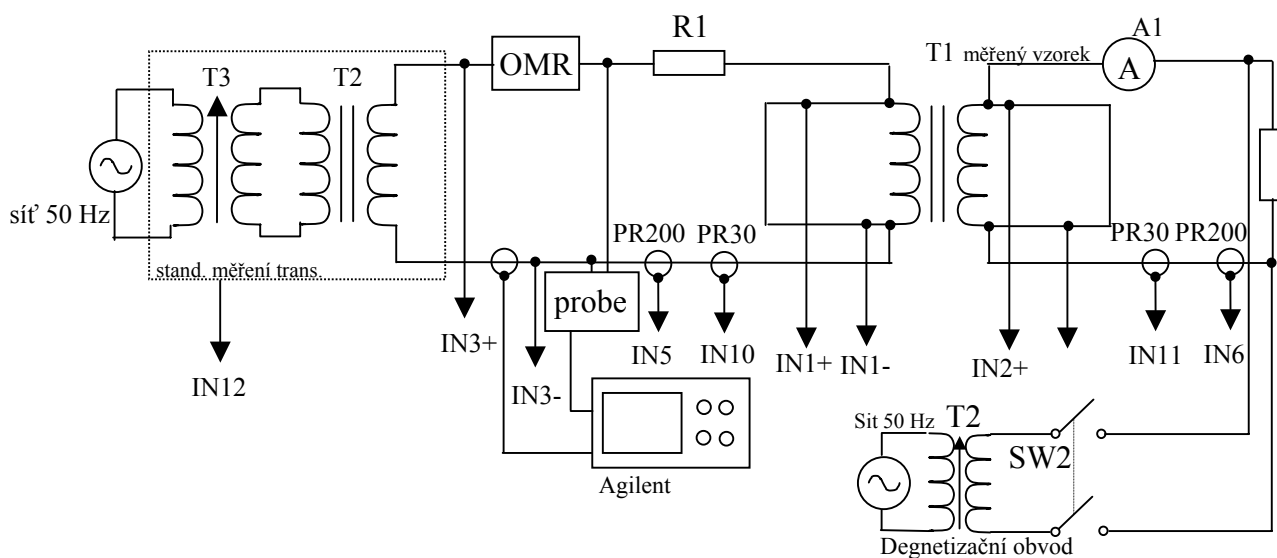 R1
A1
OMR
T1 měřený vzorek
A
T3
T2
síť 50 Hz
PR200
PR30
PR30
PR200
stand. měření trans.
probe
IN3+
IN5
IN10
IN1+
IN1-
IN2+
IN11
IN6
IN12
IN3-
Sit 50 Hz
T2
SW2
Agilent
Degnetizační obvod